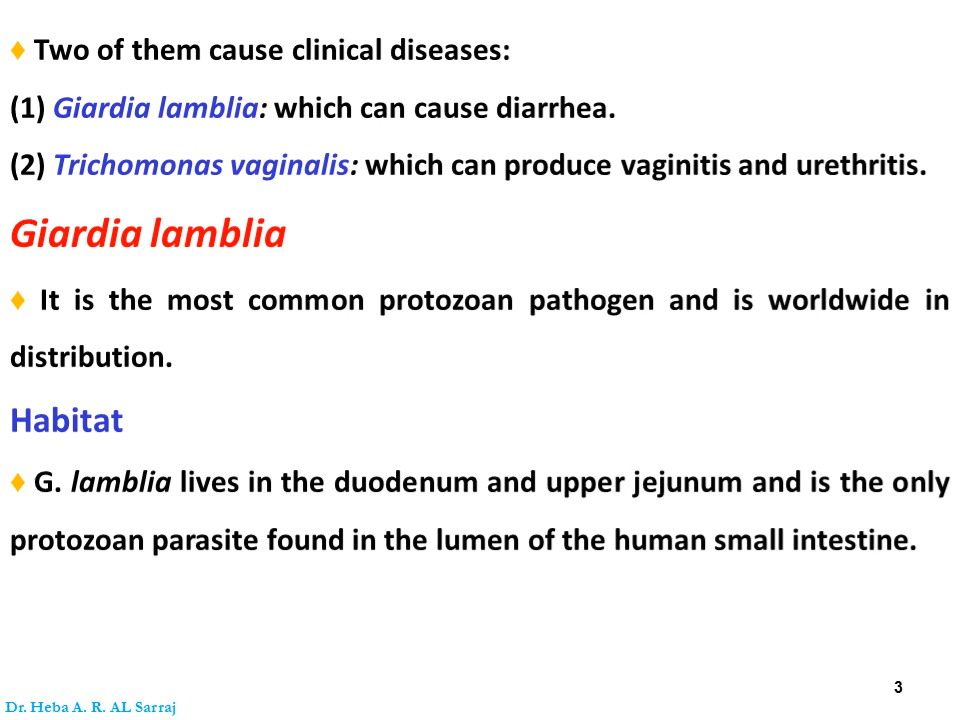 ♦ Two of them cause clinical diseases:
(1) Giardia lamblia: which can cause diarrhea.
(2) Trichomonas vaginalis: which can produce vaginitis and urethritis.
Giardia lamblia
♦ It is the most common protozoan pathogen and is worldwide in
distribution.
Habitat
♦ G. lamblia lives in the duodenum and upper jejunum and is the only
protozoan parasite found in the lumen of the human small intestine.
3
Dr. Heba A. R. AL Sarraj